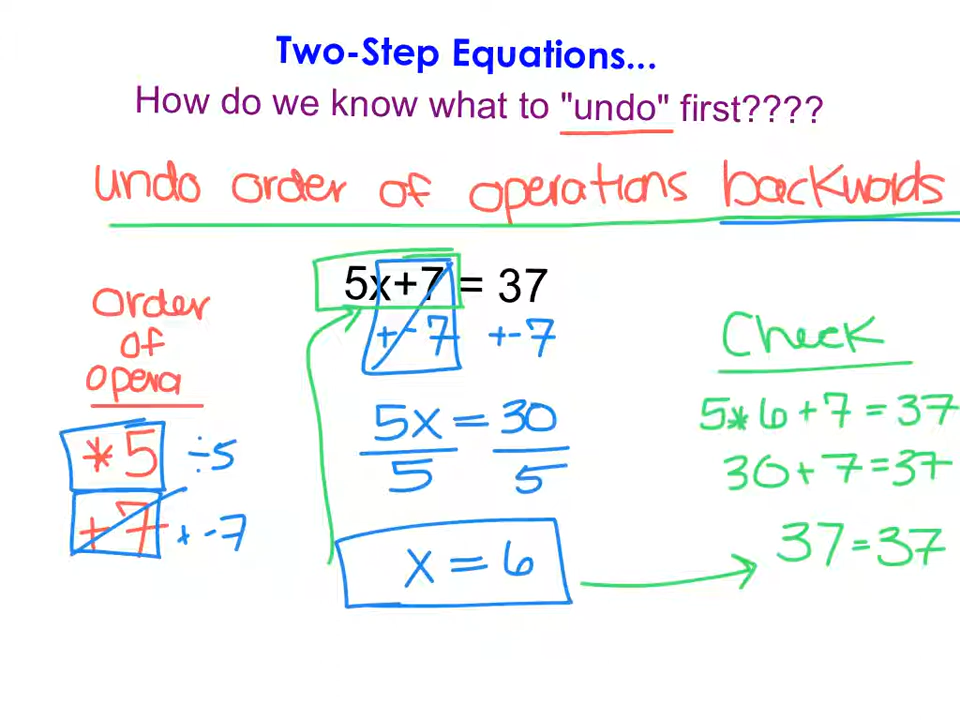 Two-Step Equations...
How do we know what to "undo" first????
undo order of operations backwords
5x+7 = 37
+-7 +-7
5x = 30
5 5
x = 6
Order
of
opera
*5 ÷5
+7 +-7
Check
5*6+7=37
30+7=37
37=37